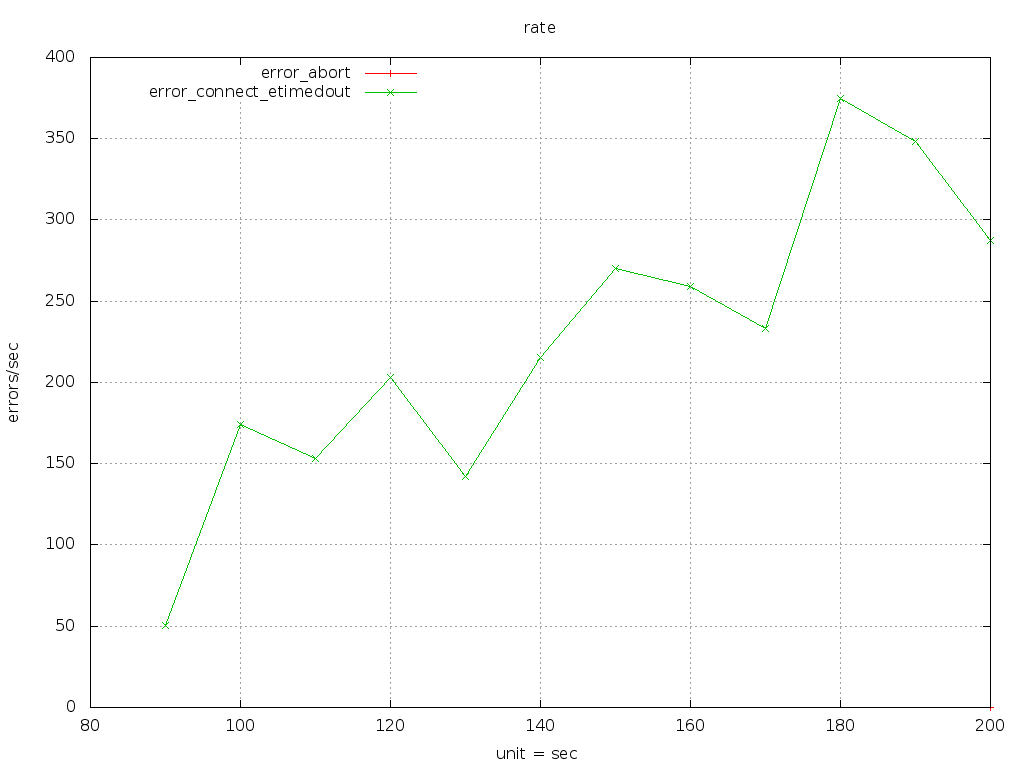 rate
400
error_abort
error_connect_etimedout
350
300
250
errors/sec
200
150
100
50
0
80 100 120 140 160 180 200
unit = sec